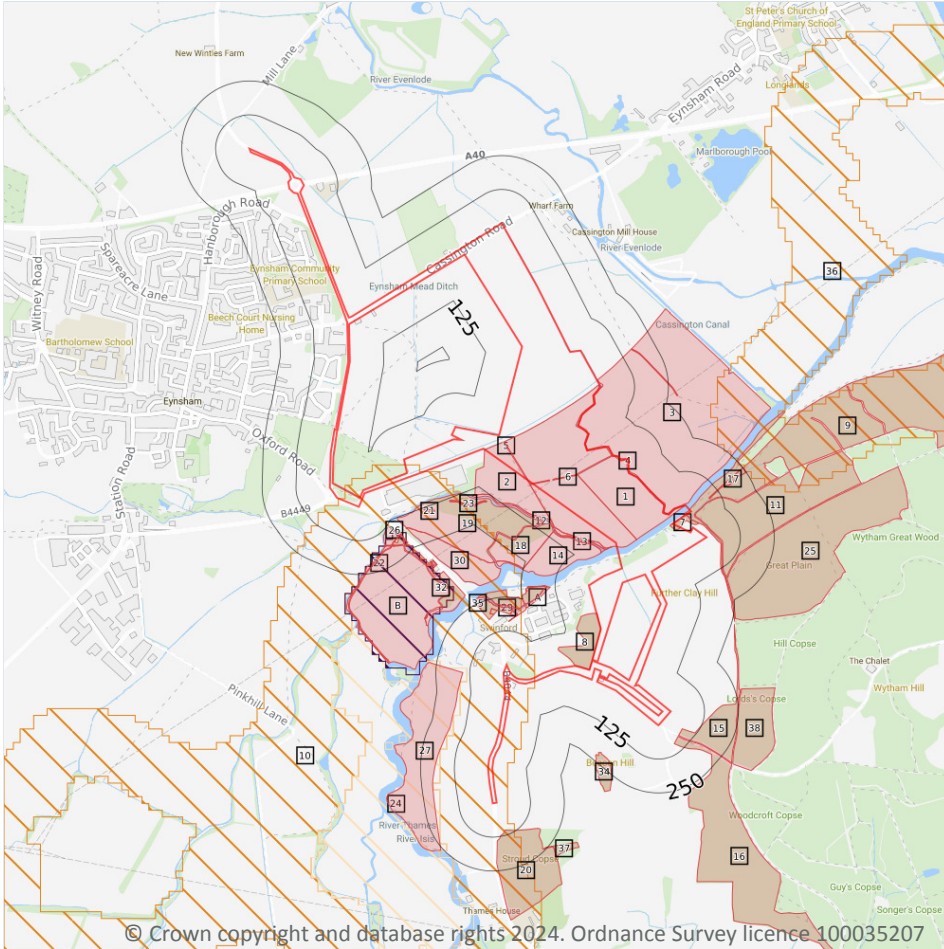 St Peter's Church of
England Primary School
New Winties Farm
Mill Lane
River Evenlode
Longlands
Eynsham Road
Marlborough Pool
A40
Hanborough Road
Wharf Farm
Cassington Mill House
River Evenlode
Cassington Road
36
Spareacre Lane
Eynsham Community
Primary School
Eynsham Mead Ditch
Witney Road
Beech Court Nursing
Home
125
Cassington Canal
Bartholomew School
Eynsham
3
9
Oxford Road
5
4
6
17
2
1
11
Station Road
B4449
23
21
12
7
19
26
13
18
14
25
Wytham Great Wood
30
22
Great Plain
32
Further Clay Hill
A
35
29
B
Swinford
8
Hill Copse
The Chalet
B4044
Wytham Hill
Pinkhill Lane
Lords's Copse
15
38
125
27
10
34
250
24
Woodcroft Copse
River Thames
River Isis
37
Stroud Copse
16
20
Guy's Copse
Thames House
Songer's Copse
© Crown copyright and database rights 2024. Ordnance Survey licence 100035207